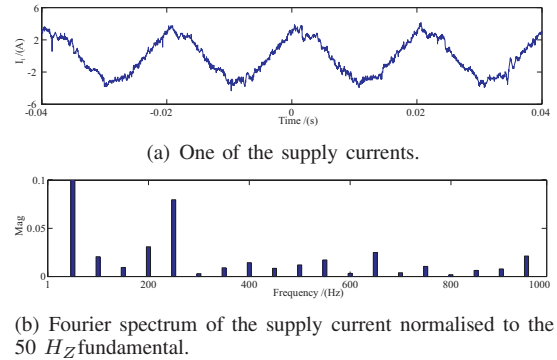 6
2
-2
-6
I_i /(A)
-0.04 -0.02 0 0.02 0.04
Time /(s)
(a) One of the supply currents.
0.1
0.05
0
Mag
1 200 400 600 800 1000
Frequency /(Hz)
(b) Fourier spectrum of the supply current normalised to the
50 H_Z fundamental.